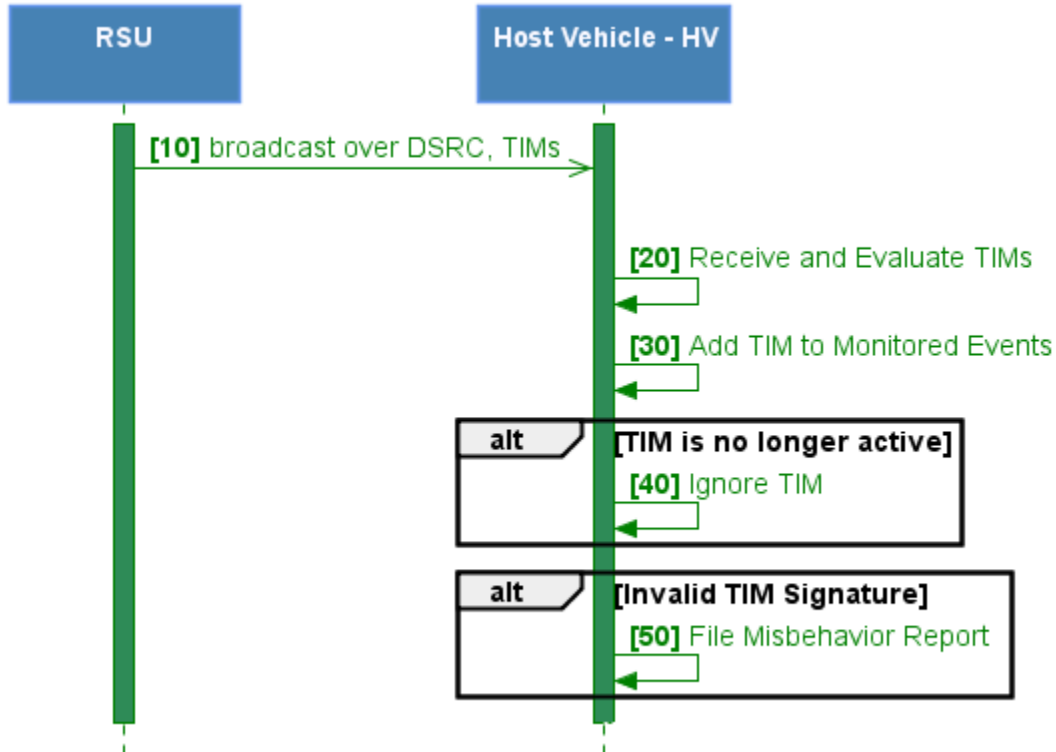 RSU
Host Vehicle - HV
[10] broadcast over DSRC, TIMs
[20] Receive and Evaluate TIMs
[30] Add TIM to Monitored Events
alt
[TIM is no longer active]
[40] Ignore TIM
alt
[Invalid TIM Signature]
[50] File Misbehavior Report